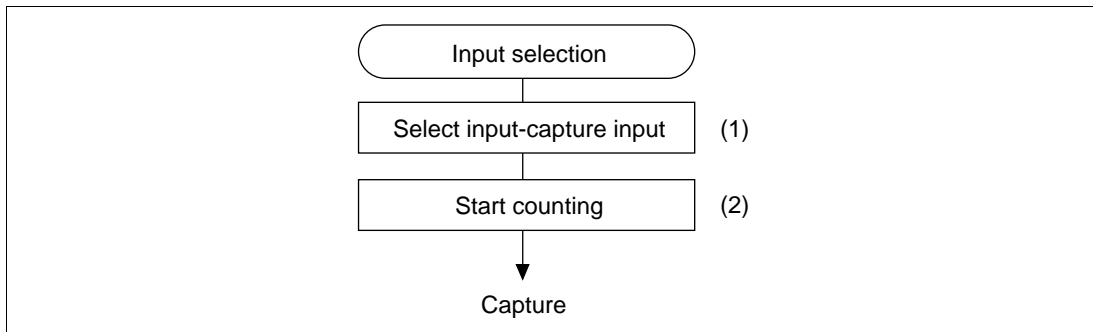 Input selection
Select input-capture input (1)
Start counting (2)
Capture